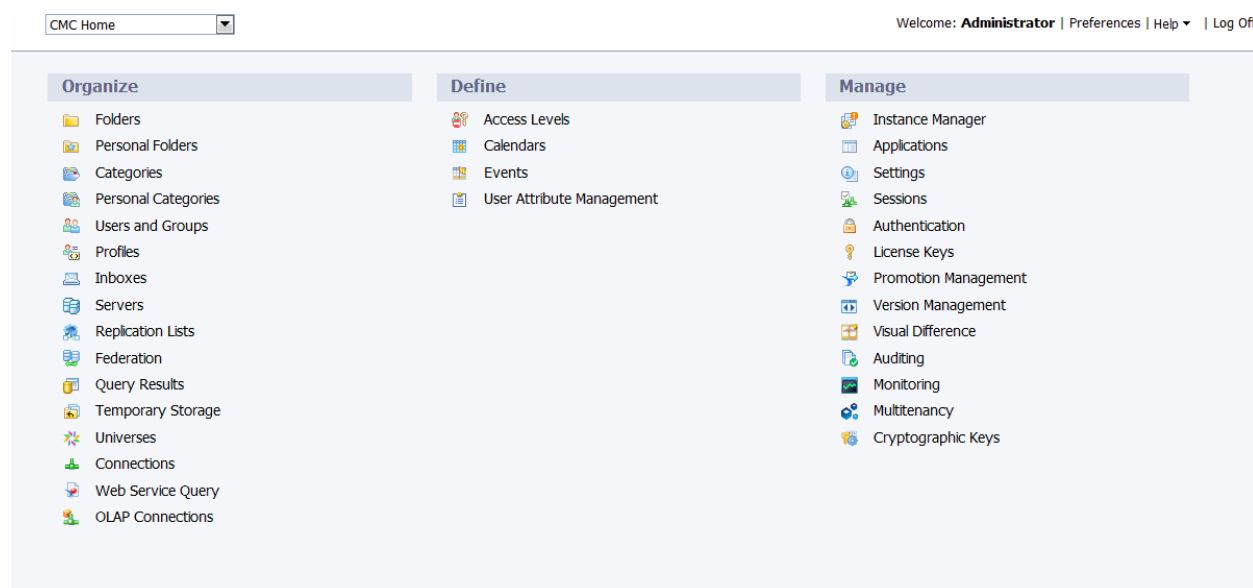 CMC Home
Welcome: Administrator | Preferences | Help | Log Off
Organize
Folders
Personal Folders
Categories
Personal Categories
Users and Groups
Profiles
Inboxes
Servers
Replication Lists
Federation
Query Results
Temporary Storage
Universes
Connections
Web Service Query
OLAP Connections
Define
Access Levels
Calendars
Events
User Attribute Management
Manage
Instance Manager
Applications
Settings
Sessions
Authentication
License Keys
Promotion Management
Version Management
Visual Difference
Auditing
Monitoring
Multitenancy
Cryptographic Keys